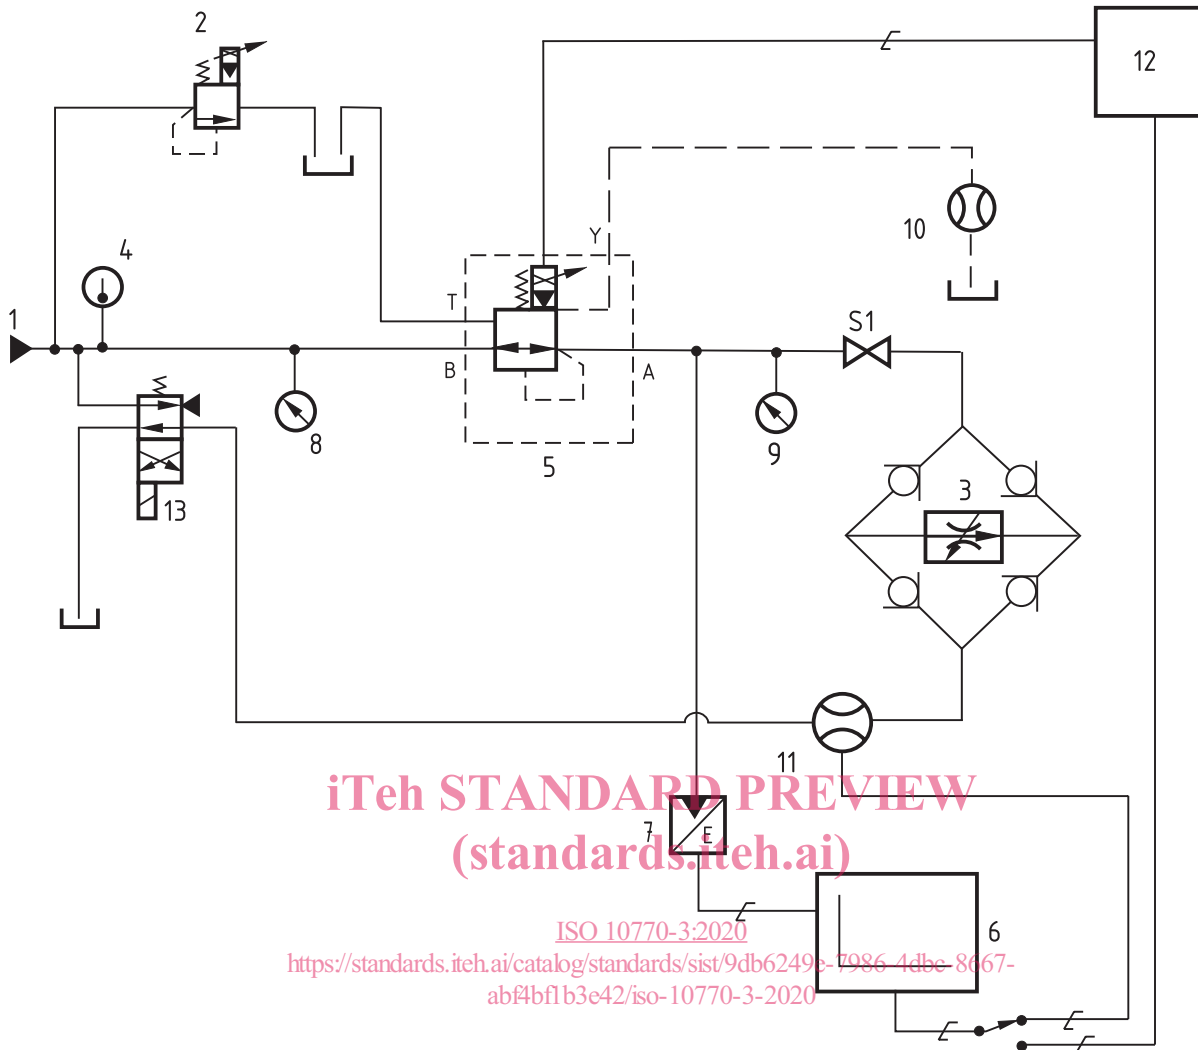 2
12
10
Y
4
T
1
S1
B
A
8
9
5
3
13
11
iTeh STANDARD PREVIEW
7
E
(standards.iteh.ai)
6
ISO 10770-3:2020
https://standards.iteh.ai/catalog/standards/sist/9db6249e-7986-4dbc-8667-
abf4bf1b3e42/iso-10770-3-2020